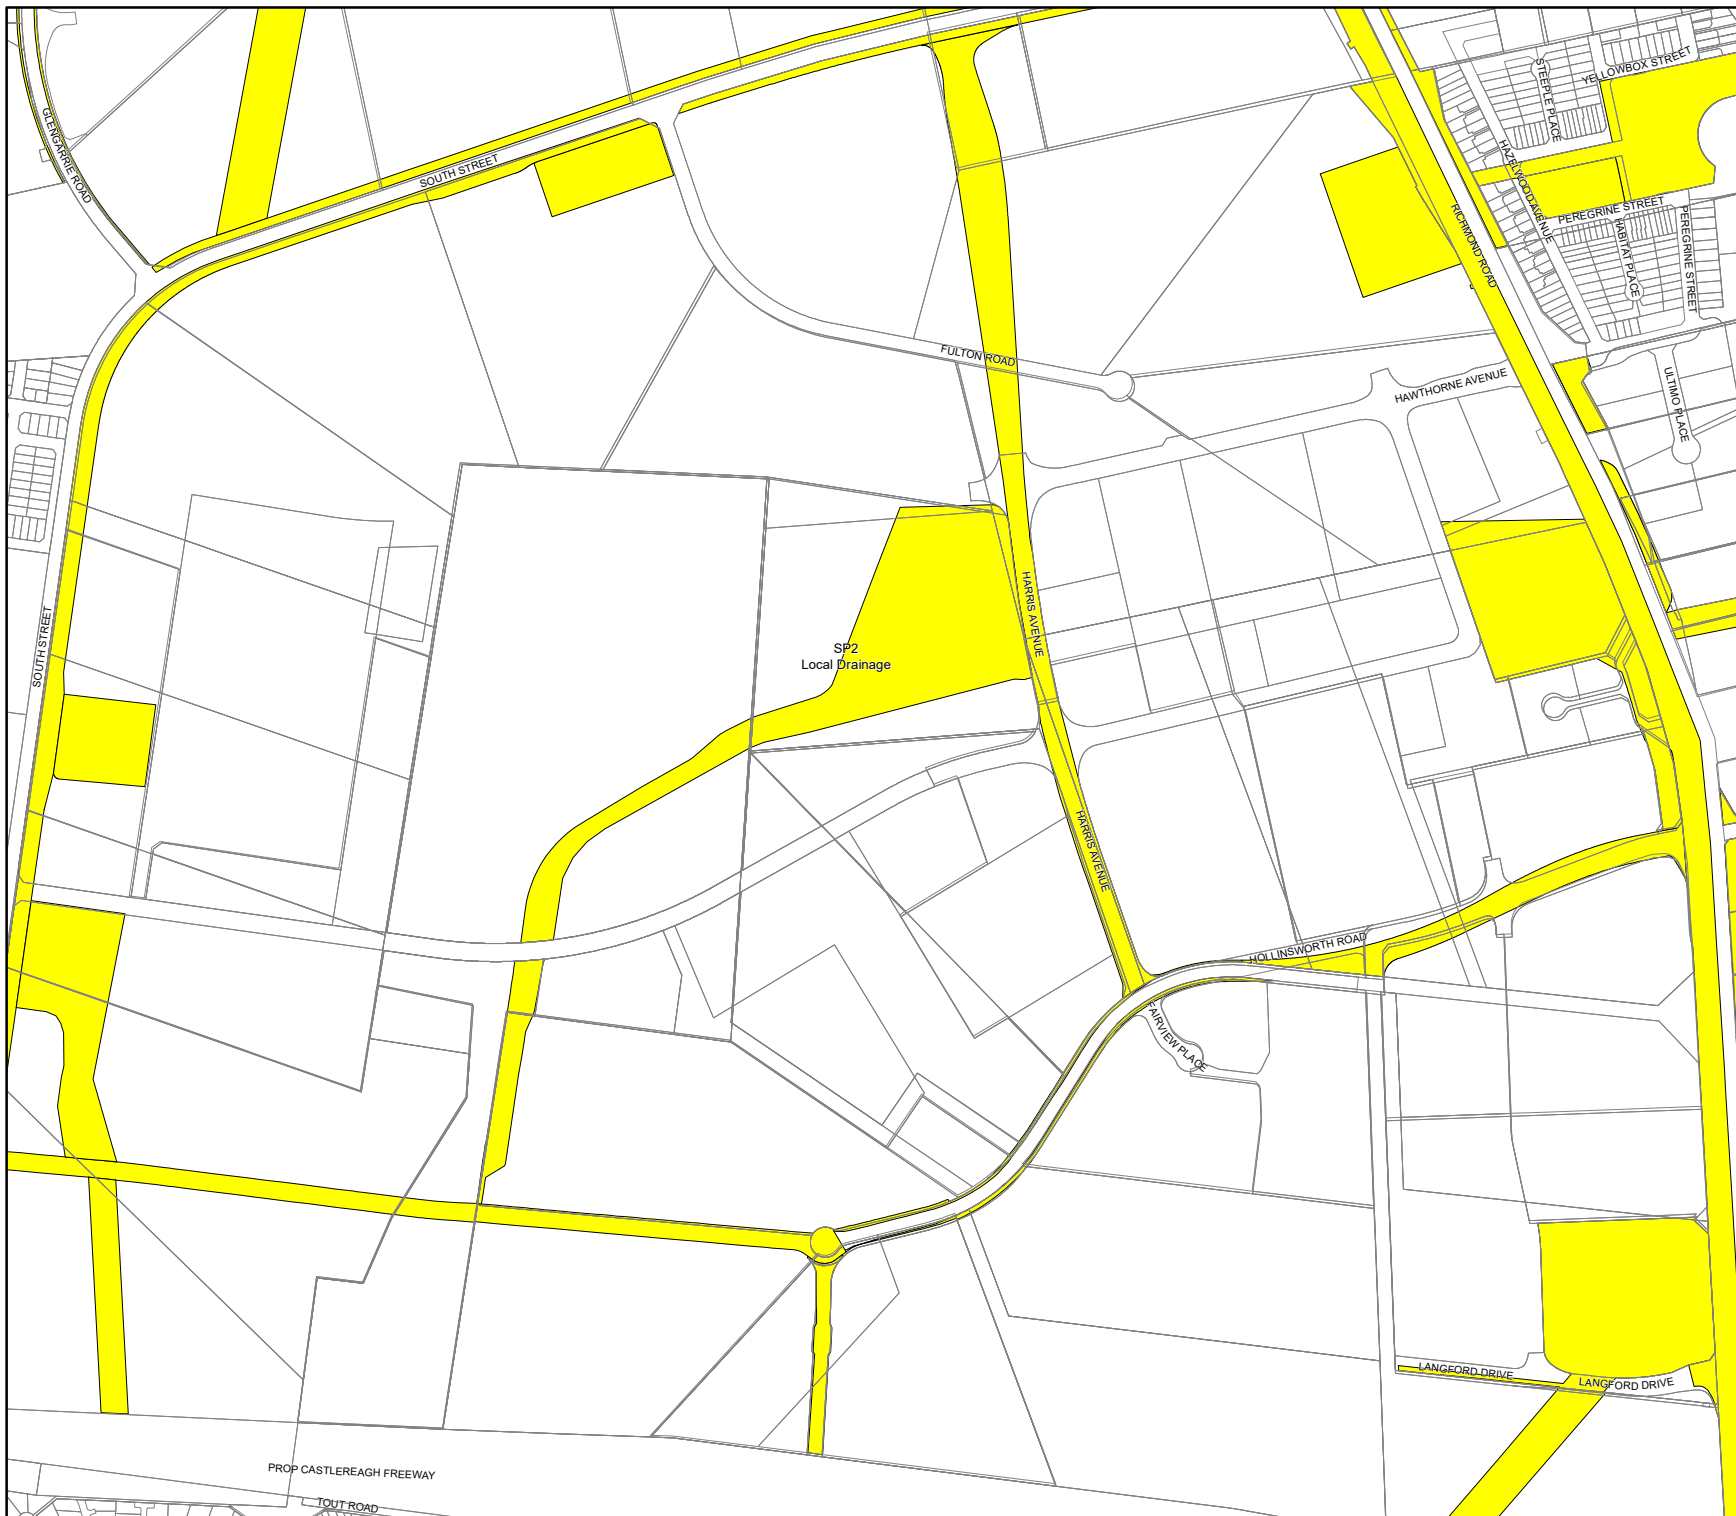 YELLOWBOX STREET
STEEPLE PLACE
GLENGARRIE ROAD
SOUTH STREET
HAZELWOOD AVENUE
PEREGRINE STREET
HABITAT PLACE
PEREGRINE STREET
RICHMOND ROAD
FULTON ROAD
HAWTHORNE AVENUE
ULTIMO PLACE
HARRIS AVENUE
SOUTH STREET
SP2
Local Drainage
HARRIS AVENUE
HOLLINSWORTH ROAD
FAIRVIEW PLACE
LANGFORD DRIVE
LANGFORD DRIVE
PROP CASTLEREAGH FREEWAY
TOUT ROAD